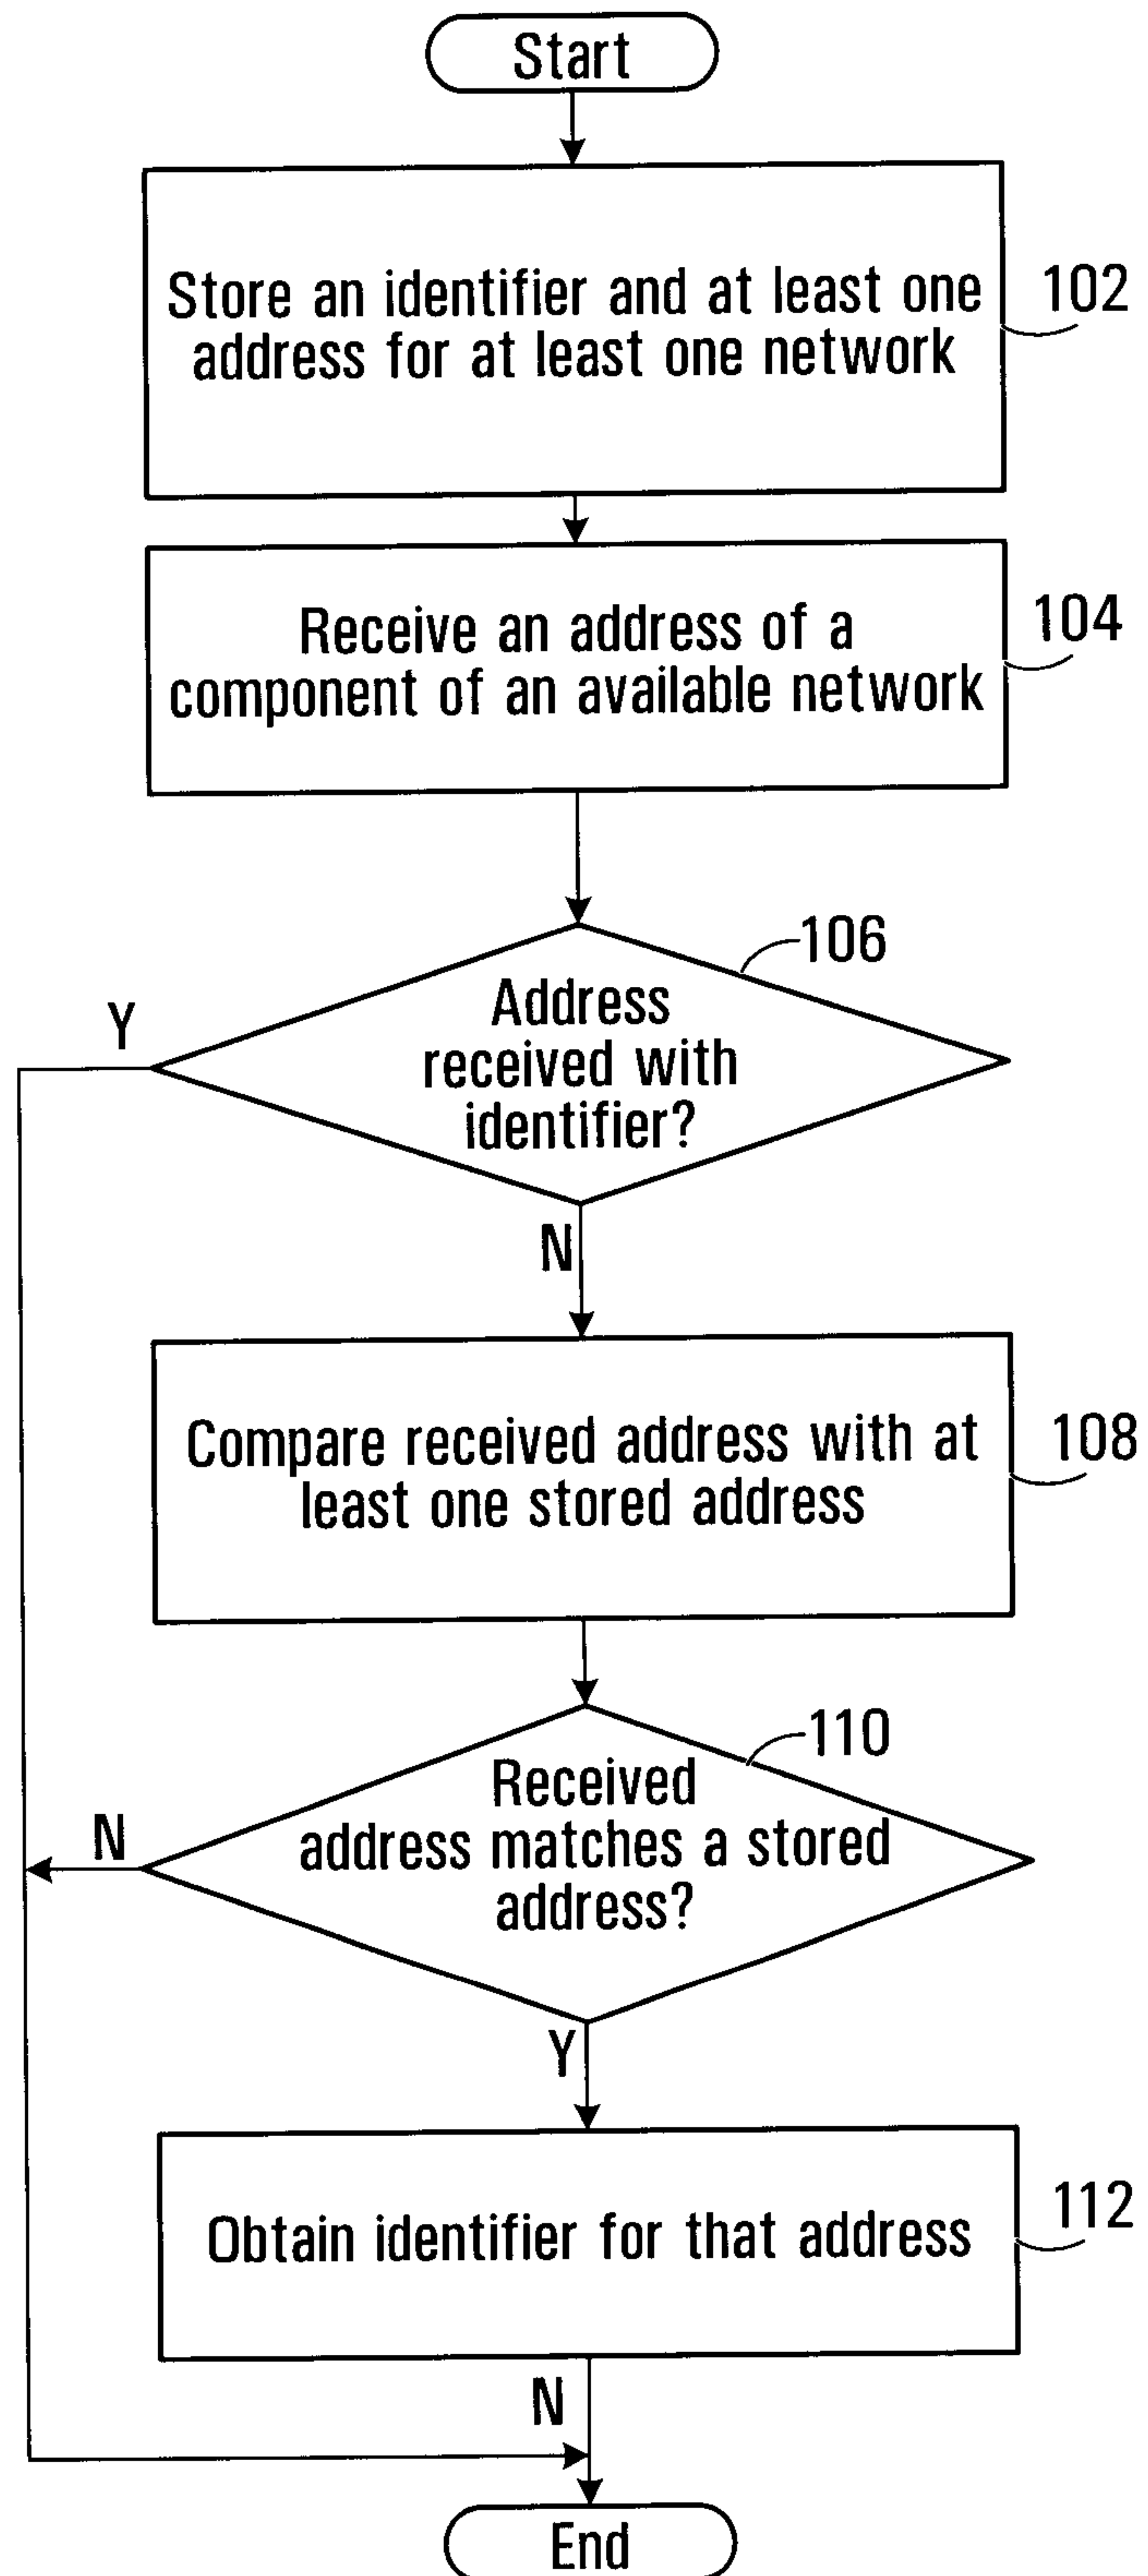 Start
Store an identifier and at least one
address for at least one network
102
Receive an address of a
component of an available network
104
106
Address
received with
identifier?
Y
N
Compare received address with at
least one stored address
108
110
Received
address matches a stored
address?
N
Y
Obtain identifier for that address
112
N
End